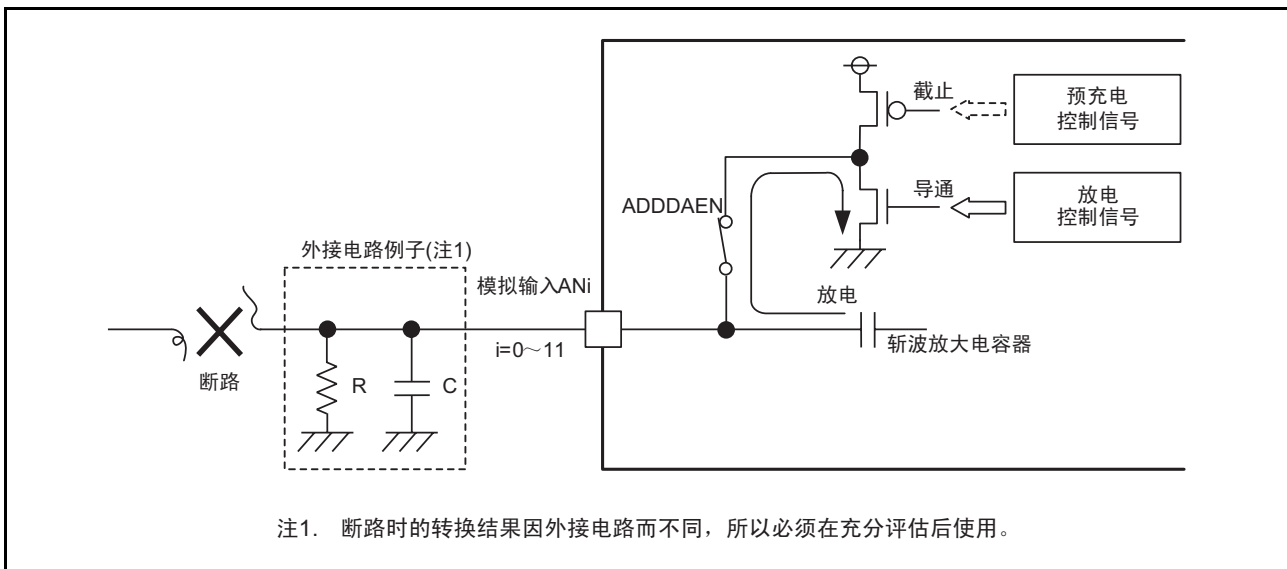 截止
预充电
控制信号
ADDDAEN
导通
放电
控制信号
外接电路例子(注1)
模拟输入ANi
放电
i=0～11
斩波放大电容器
断路
R
C
注1. 断路时的转换结果因外接电路而不同，所以必须在充分评估后使用。